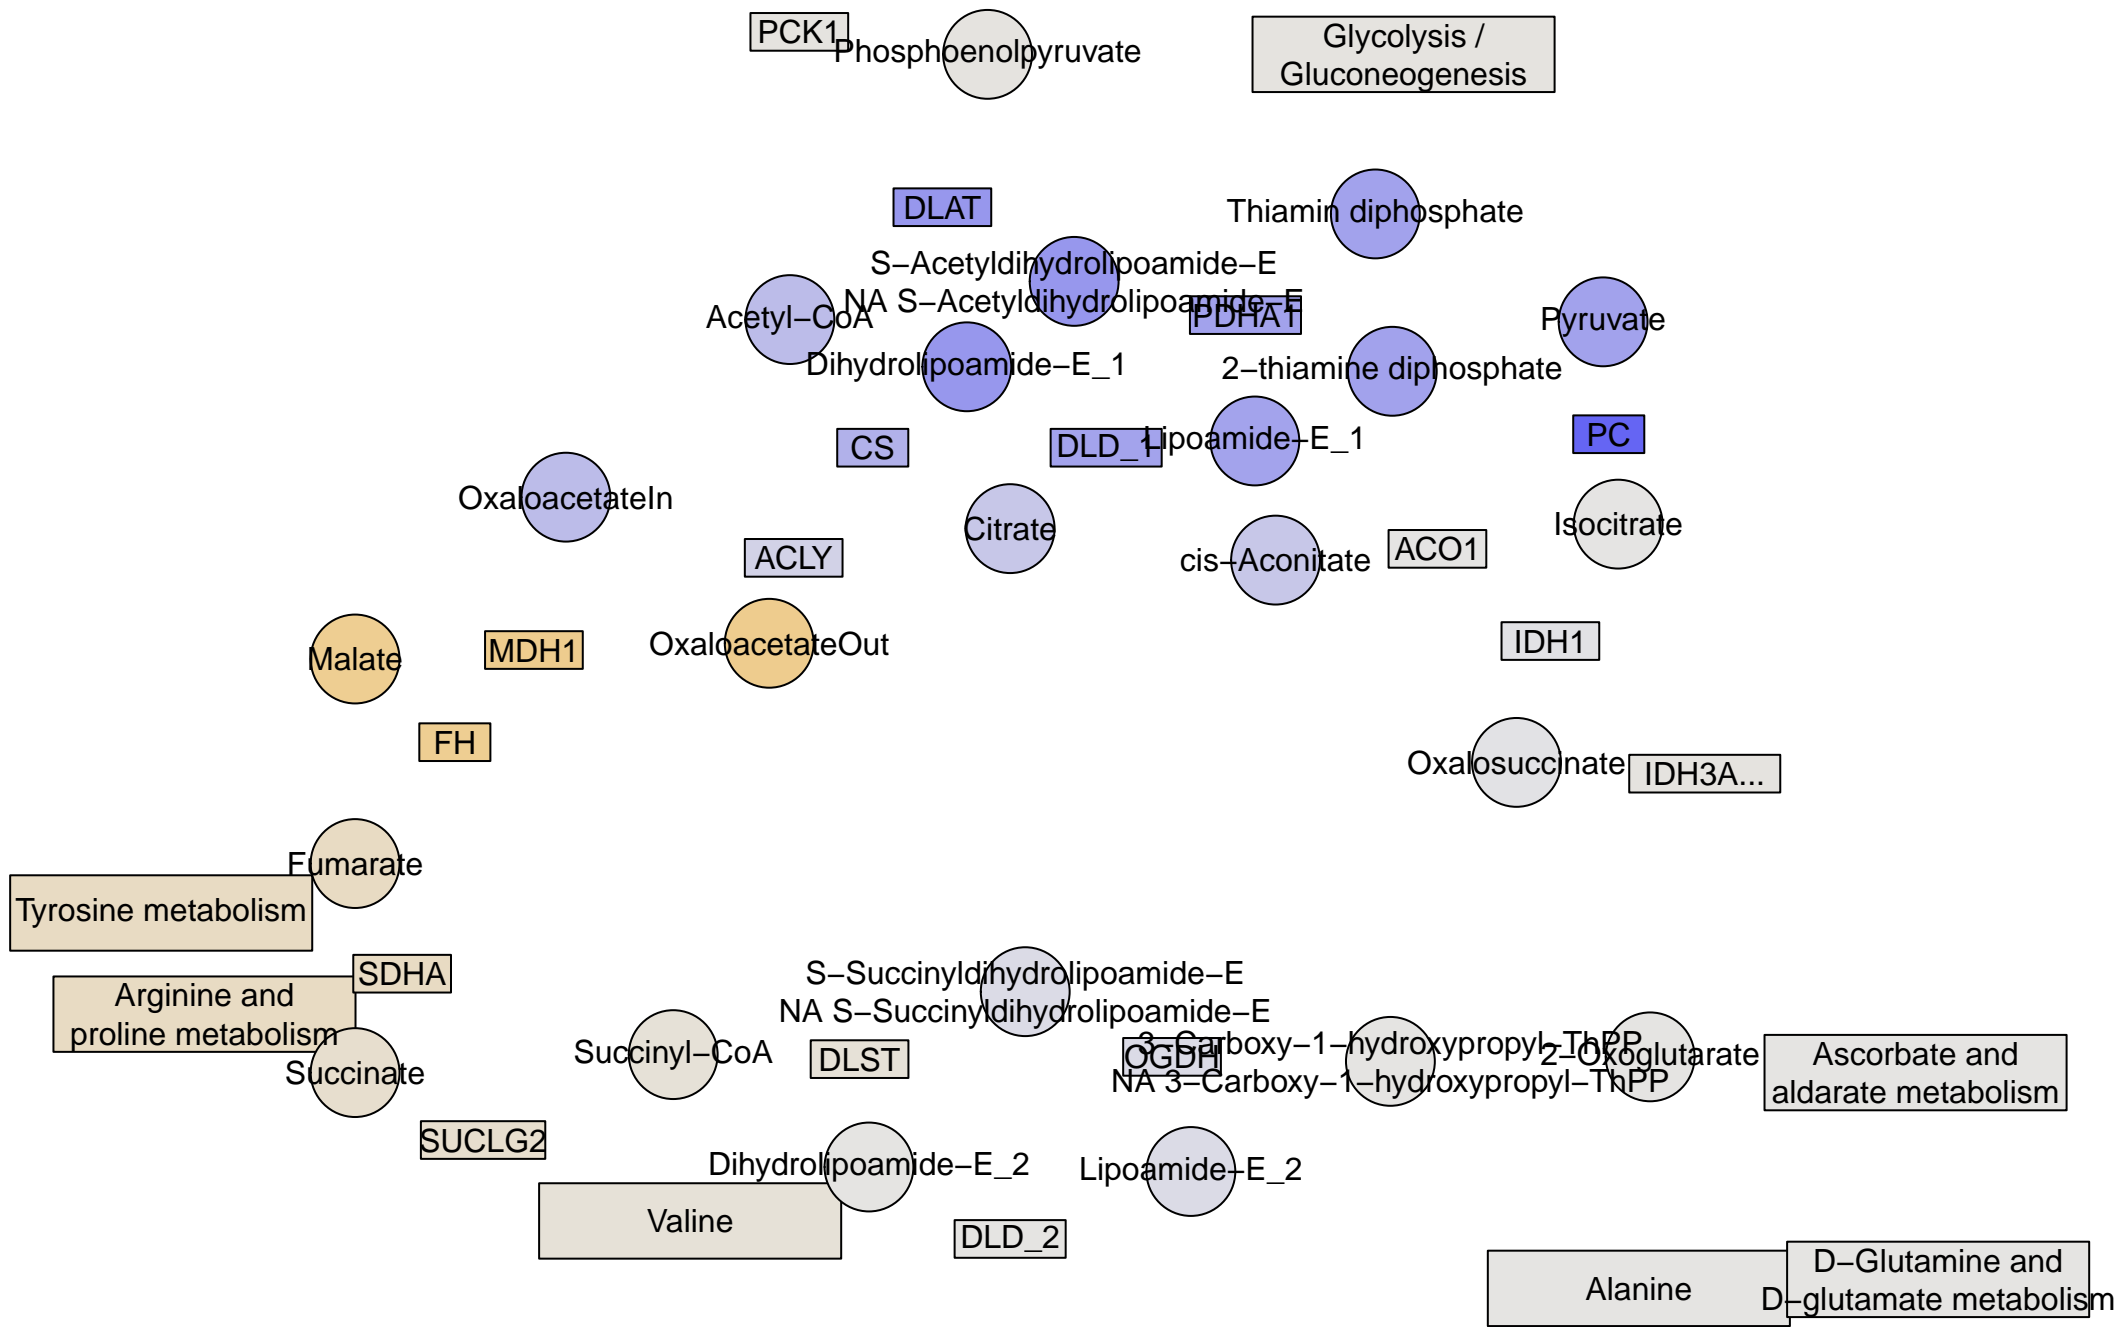 PCK1
Phosphoenolpyruvate
Glycolysis /
Gluconeogenesis
DLAT
Thiamin diphosphate
S−Acetyldihydrolipoamide−E
NA S−Acetyldihydrolipoamide−E
Acetyl−CoA
PDHA1
Pyruvate
Dihydrolipoamide−E_1
2−thiamine diphosphate
CS
DLD_1
Lipoamide−E_1
PC
OxaloacetateIn
Citrate
Isocitrate
ACLY
cis−Aconitate
ACO1
Malate
MDH1
OxaloacetateOut
IDH1
FH
Oxalosuccinate
IDH3A...
Fumarate
Tyrosine metabolism
SDHA
Arginine and
proline metabolism
S−Succinyldihydrolipoamide−E
NA S−Succinyldihydrolipoamide−E
Succinate
Succinyl−CoA
DLST
OGDH
3−Carboxy−1−hydroxypropyl−ThPP
NA 3−Carboxy−1−hydroxypropyl−ThPP
2−Oxoglutarate
Ascorbate and
aldarate metabolism
SUCLG2
Dihydrolipoamide−E_2
Lipoamide−E_2
Valine
DLD_2
Alanine
D−Glutamine and
D−glutamate metabolism